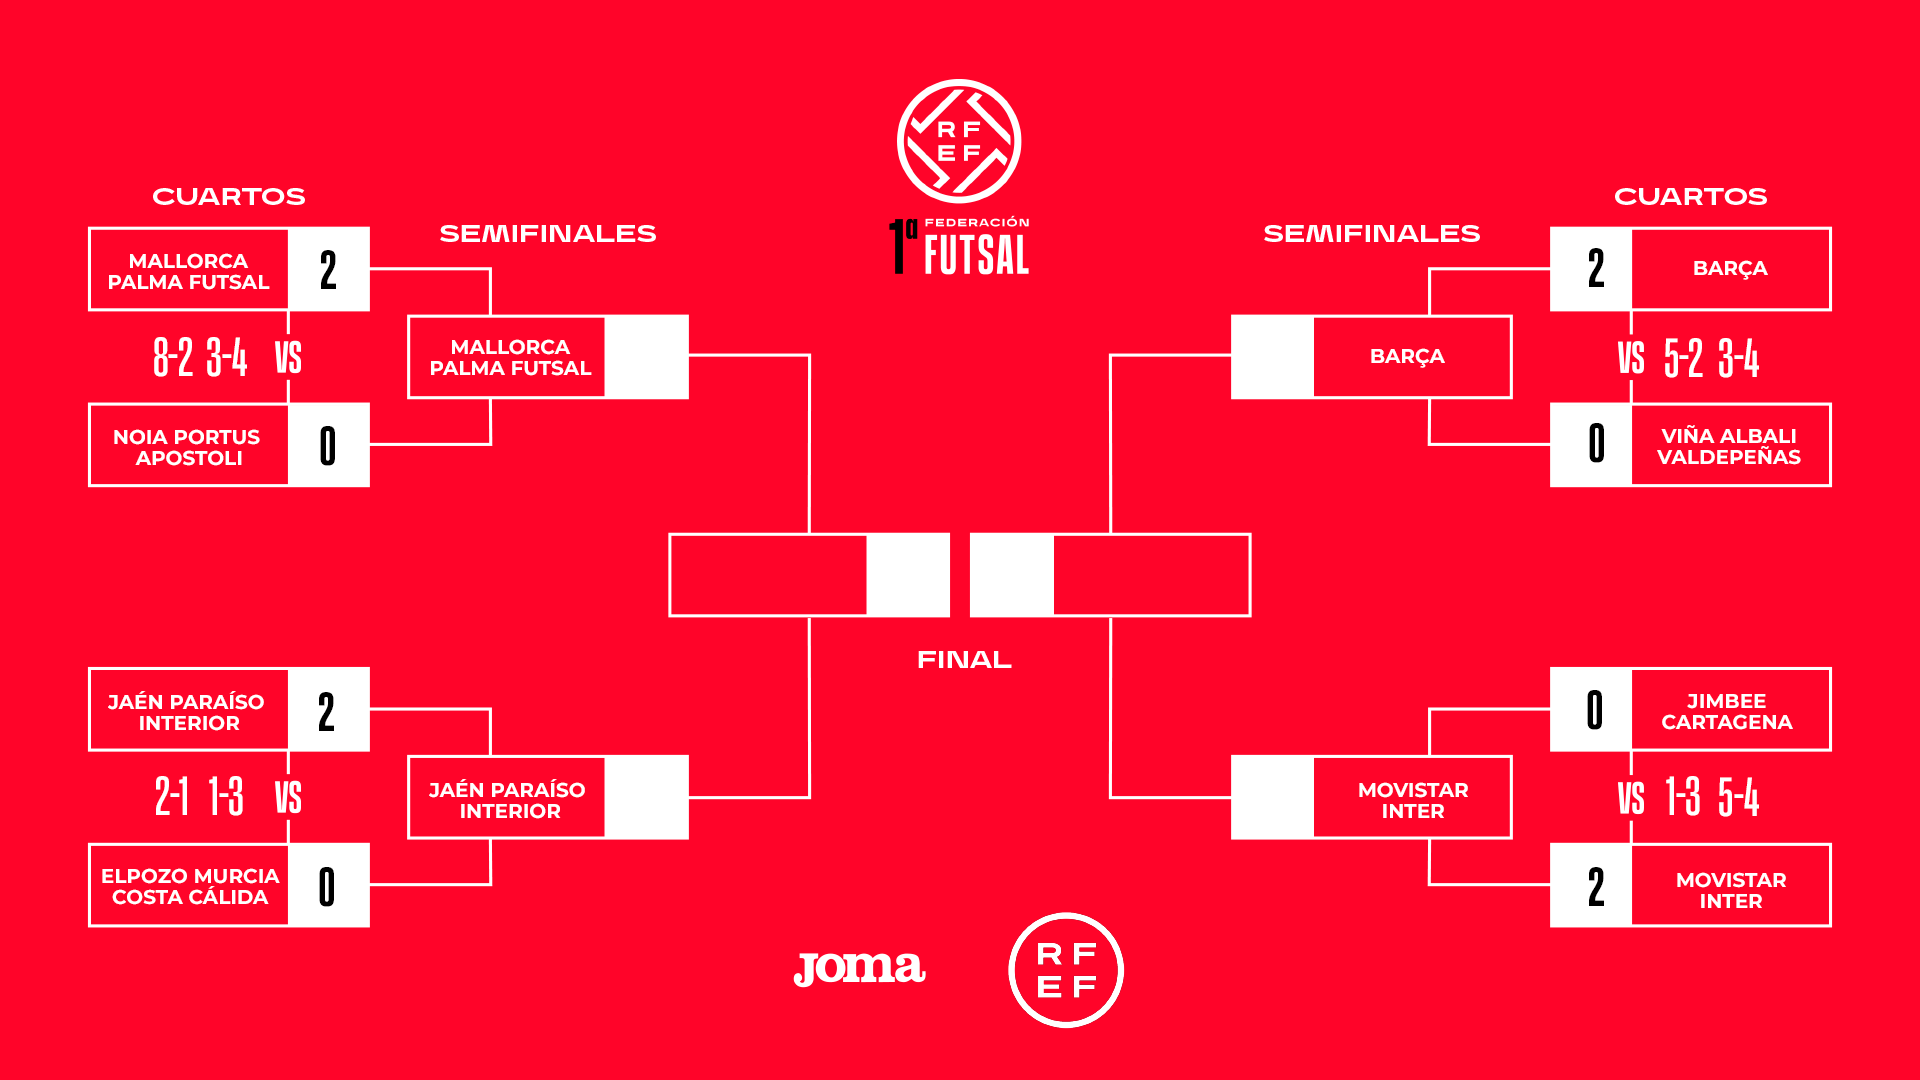 R F
E F
1ª FEDERACIÓN
FUTSAL
CUARTOS
SEMIFINALES
MALLORCA
PALMA FUTSAL
2
8-2 3-4 VS
NOIA PORTUS
APOSTOLI
0
MALLORCA
PALMA FUTSAL
JAÉN PARAÍSO
INTERIOR
2
2-1 1-3 VS
ELPOZO MURCIA
COSTA CÁLIDA
0
JAÉN PARAÍSO
INTERIOR
FINAL
SEMIFINALES
CUARTOS
2
BARÇA
VS 5-2 3-4
0
VIÑA ALBALI
VALDEPEÑAS
BARÇA
0
JIMBEE
CARTAGENA
VS 1-3 5-4
2
MOVISTAR
INTER
MOVISTAR
INTER
JOMA
R F
E F